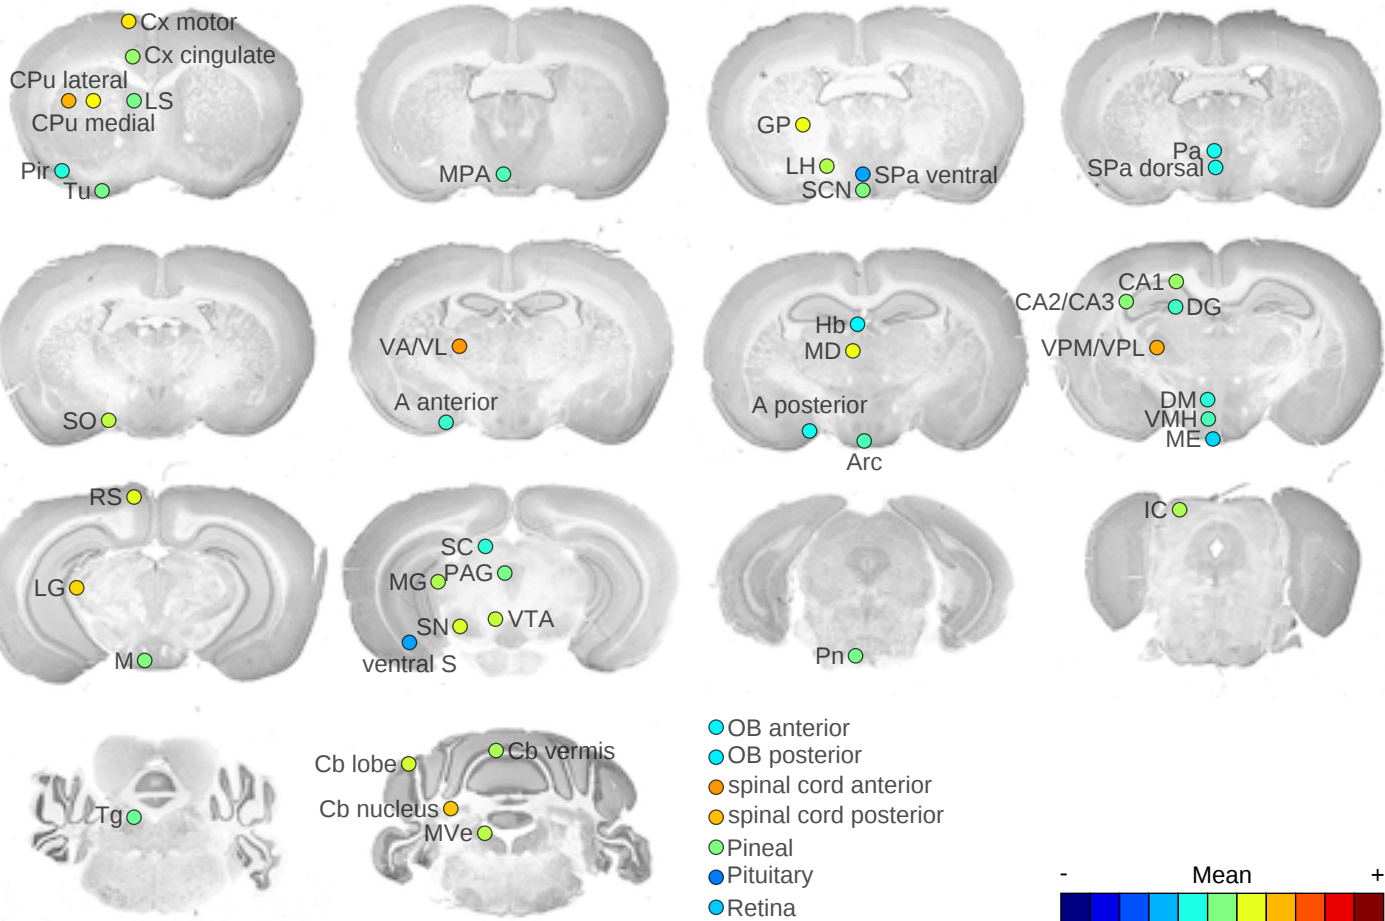 Cx motor
Cx cingulate
CPu lateral
LS
CPu medial
Pir
Tu
MPA
GP
LH
SPa ventral
SCN
Pa
SPa dorsal
SO
VA/VL
A anterior
Hb
MD
A posterior
Arc
CA1
CA2/CA3
DG
VPM/VPL
DM
VMH
ME
RS
LG
M
SC
PAG
MG
VTA
SN
ventral S
Pn
IC
Tg
Cb vermis
Cb lobe
Cb nucleus
MVe
OB anterior
OB posterior
spinal cord anterior
spinal cord posterior
Pineal
Pituitary
Retina
- Mean +